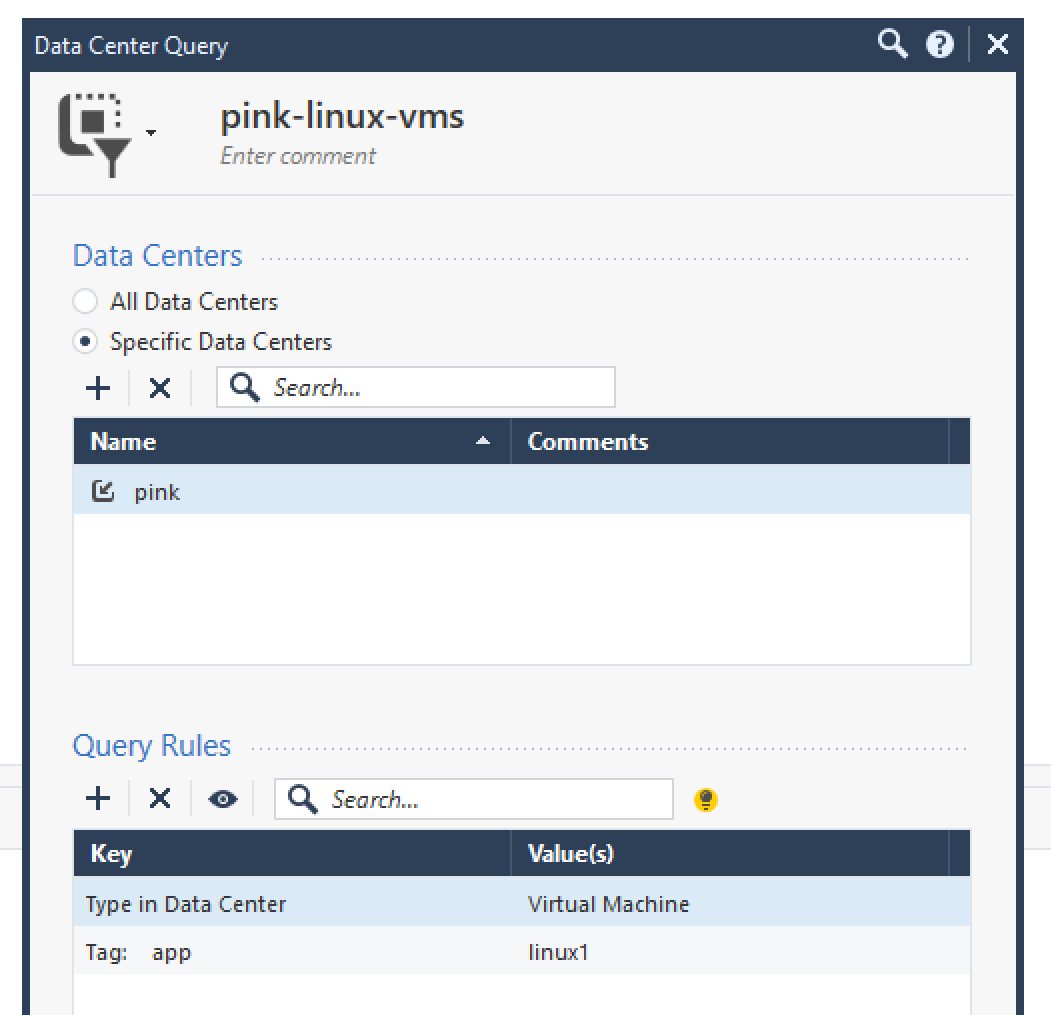 Data Center Query
pink-linux-vms
Enter comment
Data Centers
All Data Centers
Specific Data Centers
Search...
Name Comments
pink
Query Rules
Search...
Key Value(s)
Type in Data Center Virtual Machine
Tag: app linux1